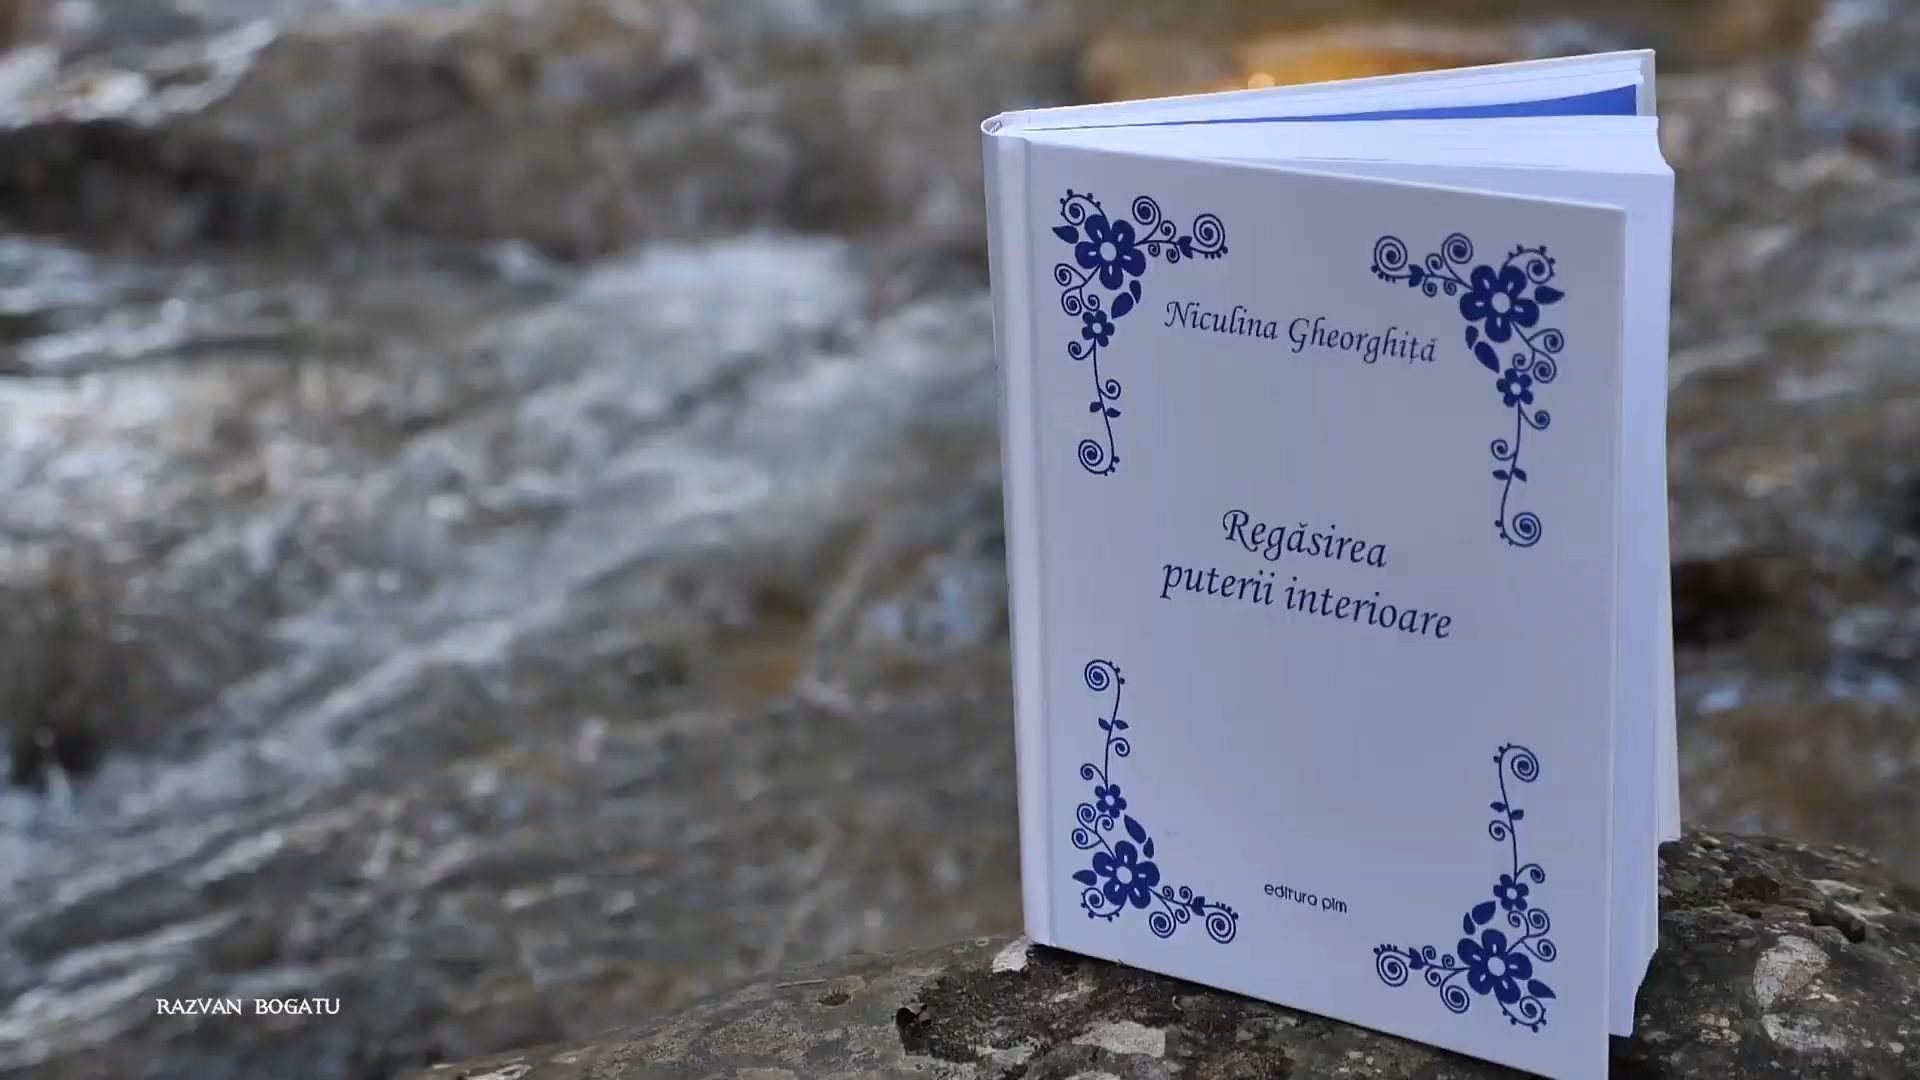 Niculina Gheorghiță
Regăsirea
puterii interioare
editura pim
RAZVAN BOGATU